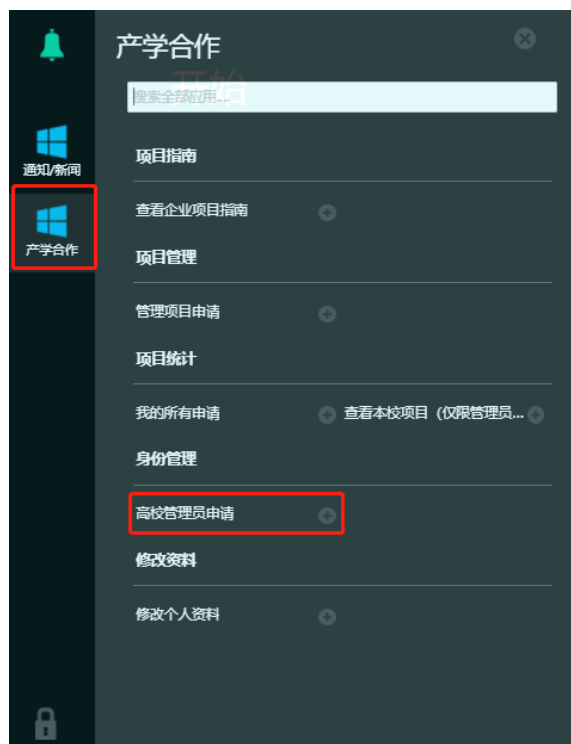 产学合作
开始
搜索全部应用....
通知/新闻
产学合作
项目指南
查看企业项目指南
项目管理
管理项目申请
项目统计
我的所有申请 查看本校项目（仅限管理员...
身份管理
高校管理员申请
修改资料
修改个人资料